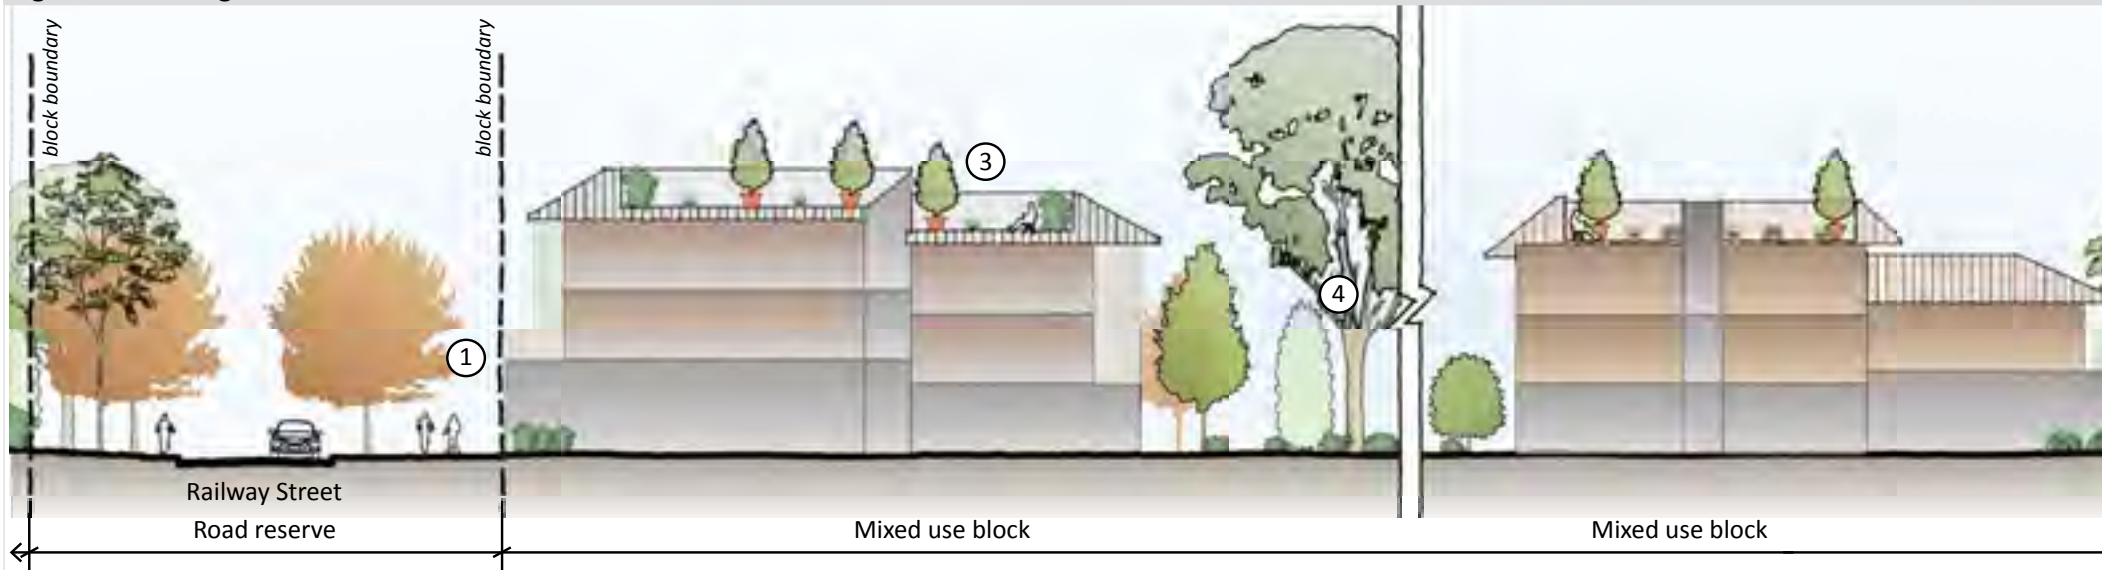 block boundary
block boundary
3
4
1
Railway Street
Road reserve
Mixed use block
Mixed use block